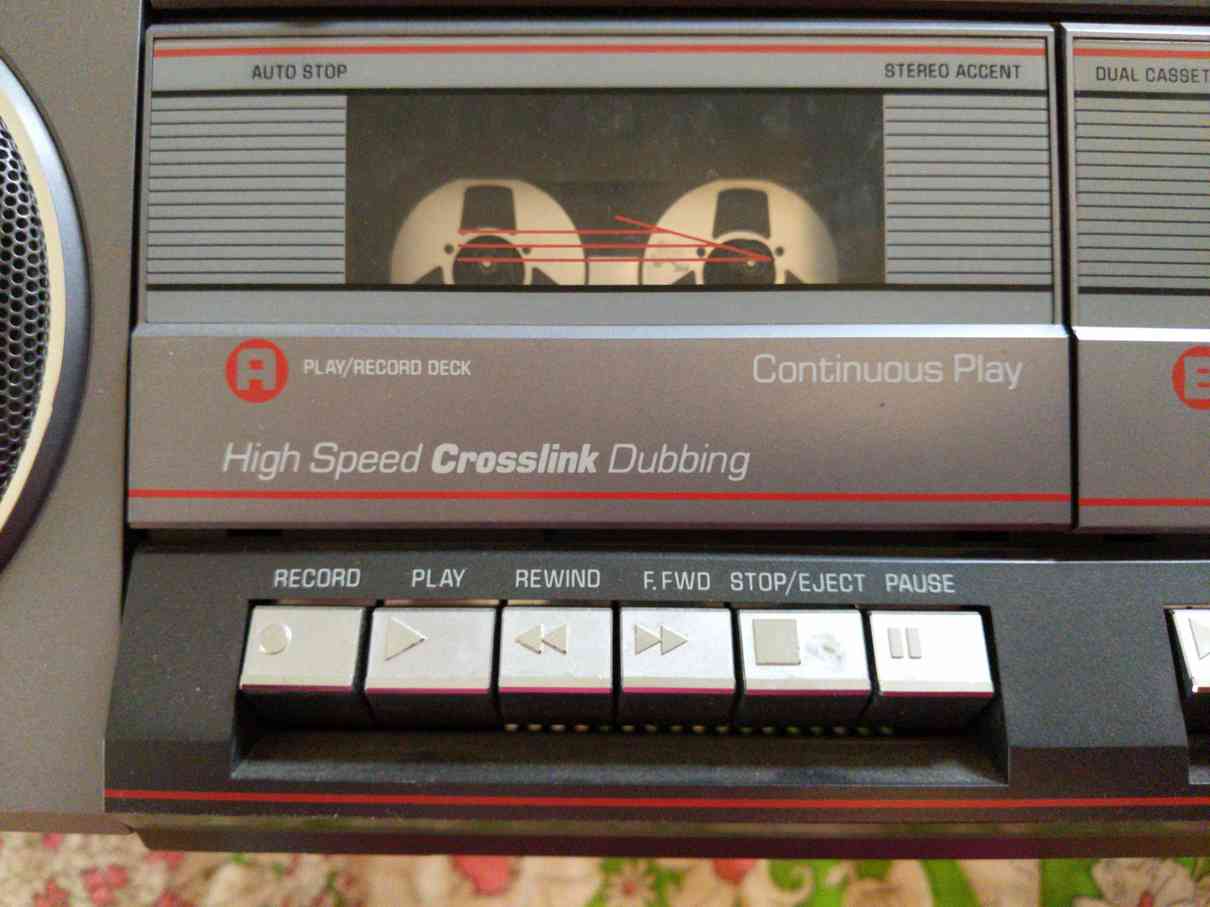 AUTO STOP
STEREO ACCENT
DUAL
A
PLAY/RECORD DECK
Continuous Play
High Speed Crosslink Dubbing
RECORD
PLAY
REWIND
F.FWD
STOP/EJECT
PAUSE